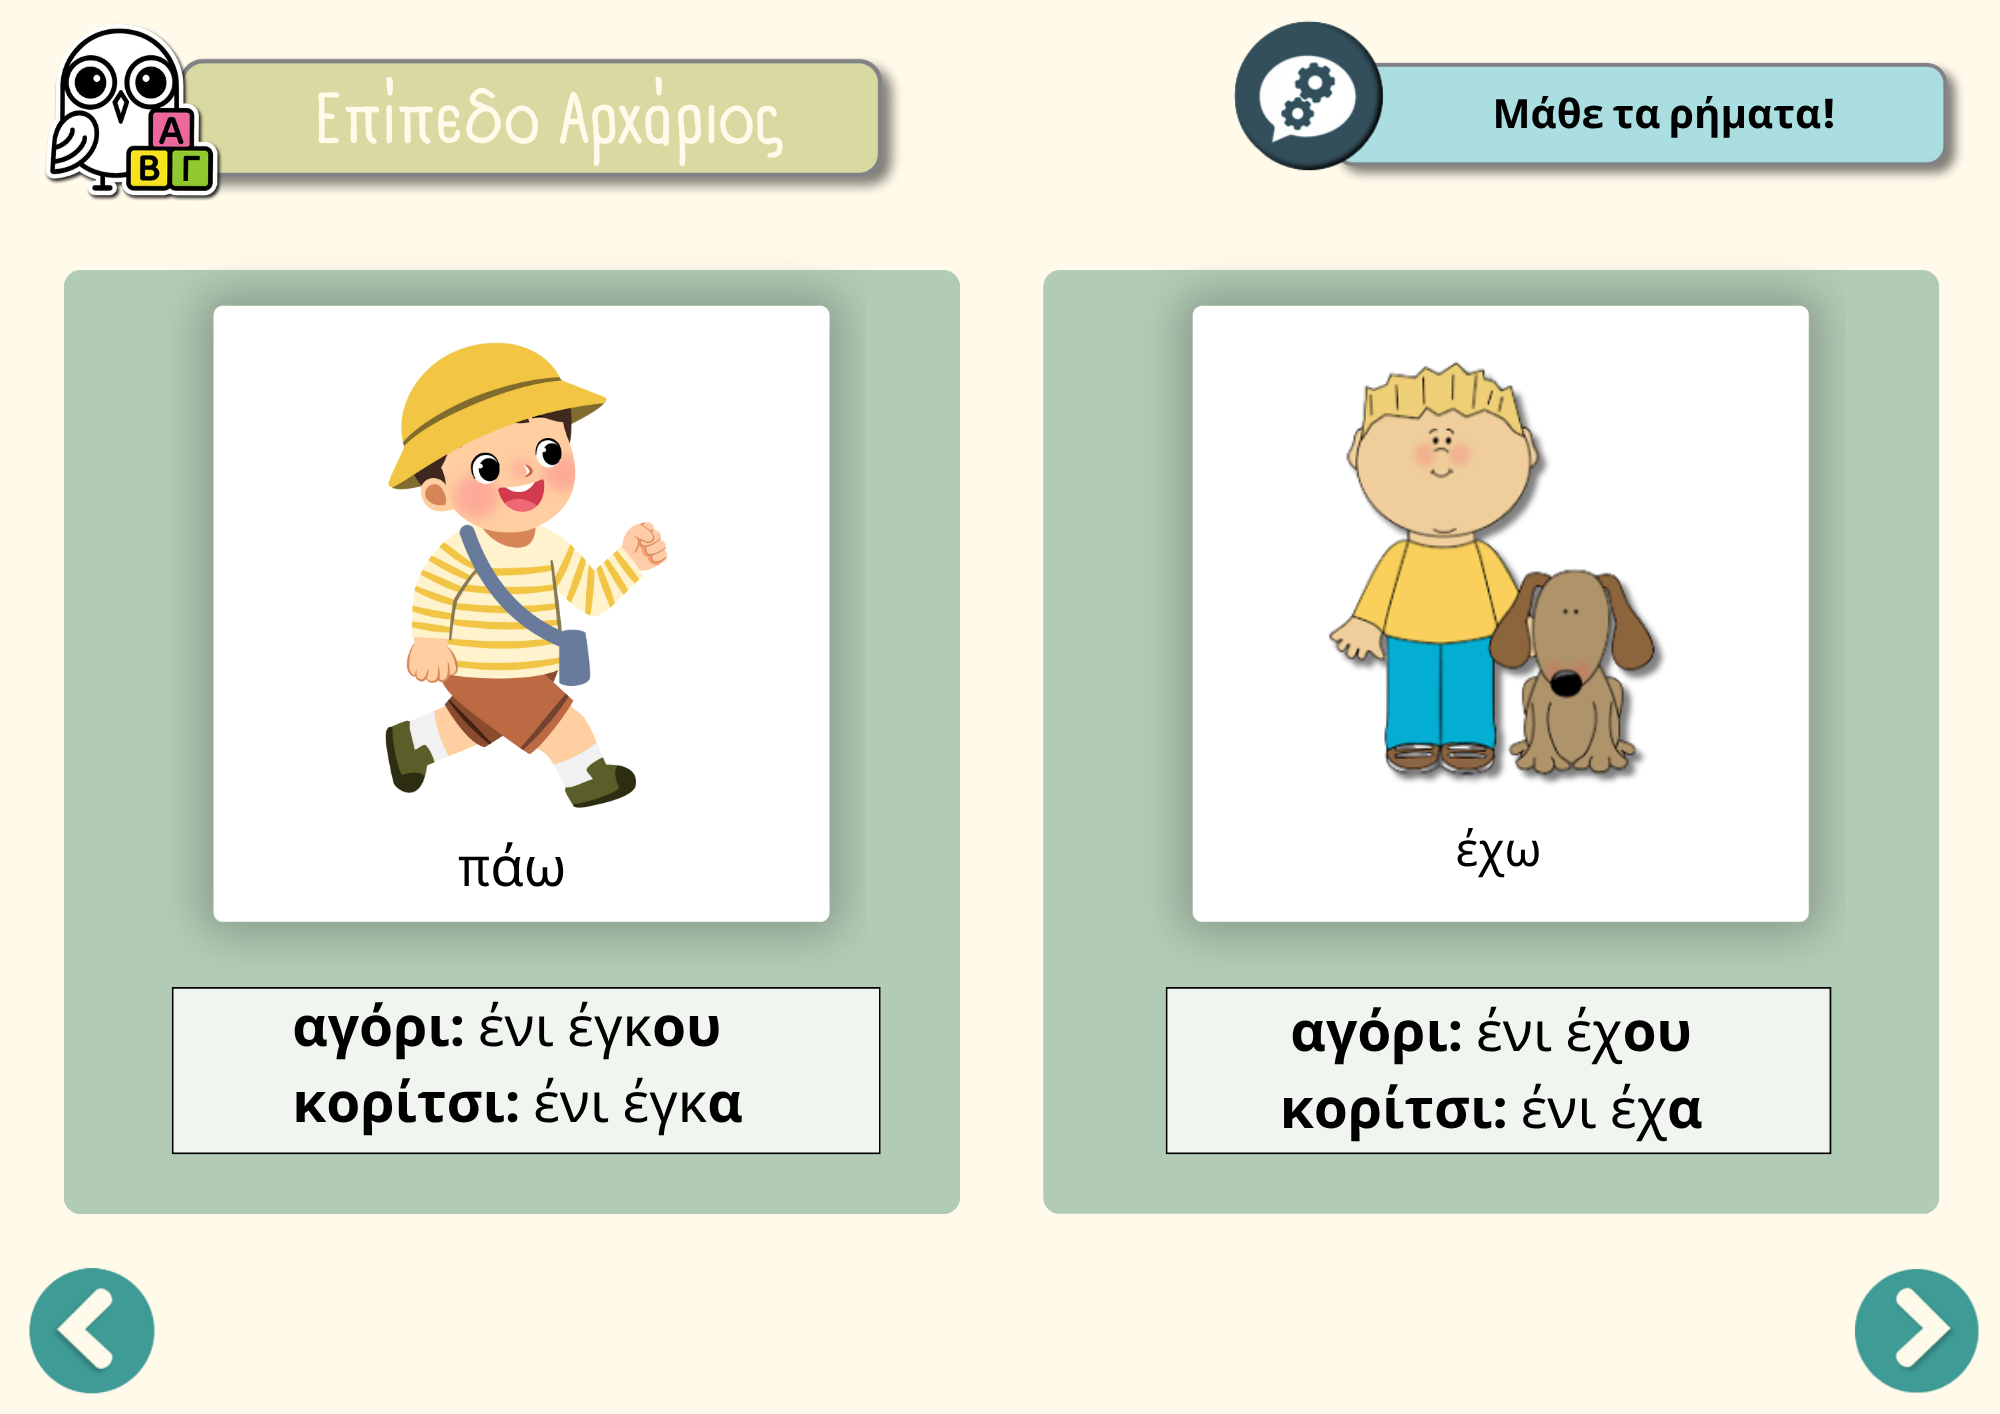 Επίπεδο Αρχάριος
Α
Β Γ
Μάθε τα ρήματα!
πάω
αγόρι: ένι έγκου
κορίτσι: ένι έγκα
έχω
αγόρι: ένι έχου
κορίτσι: ένι έχα